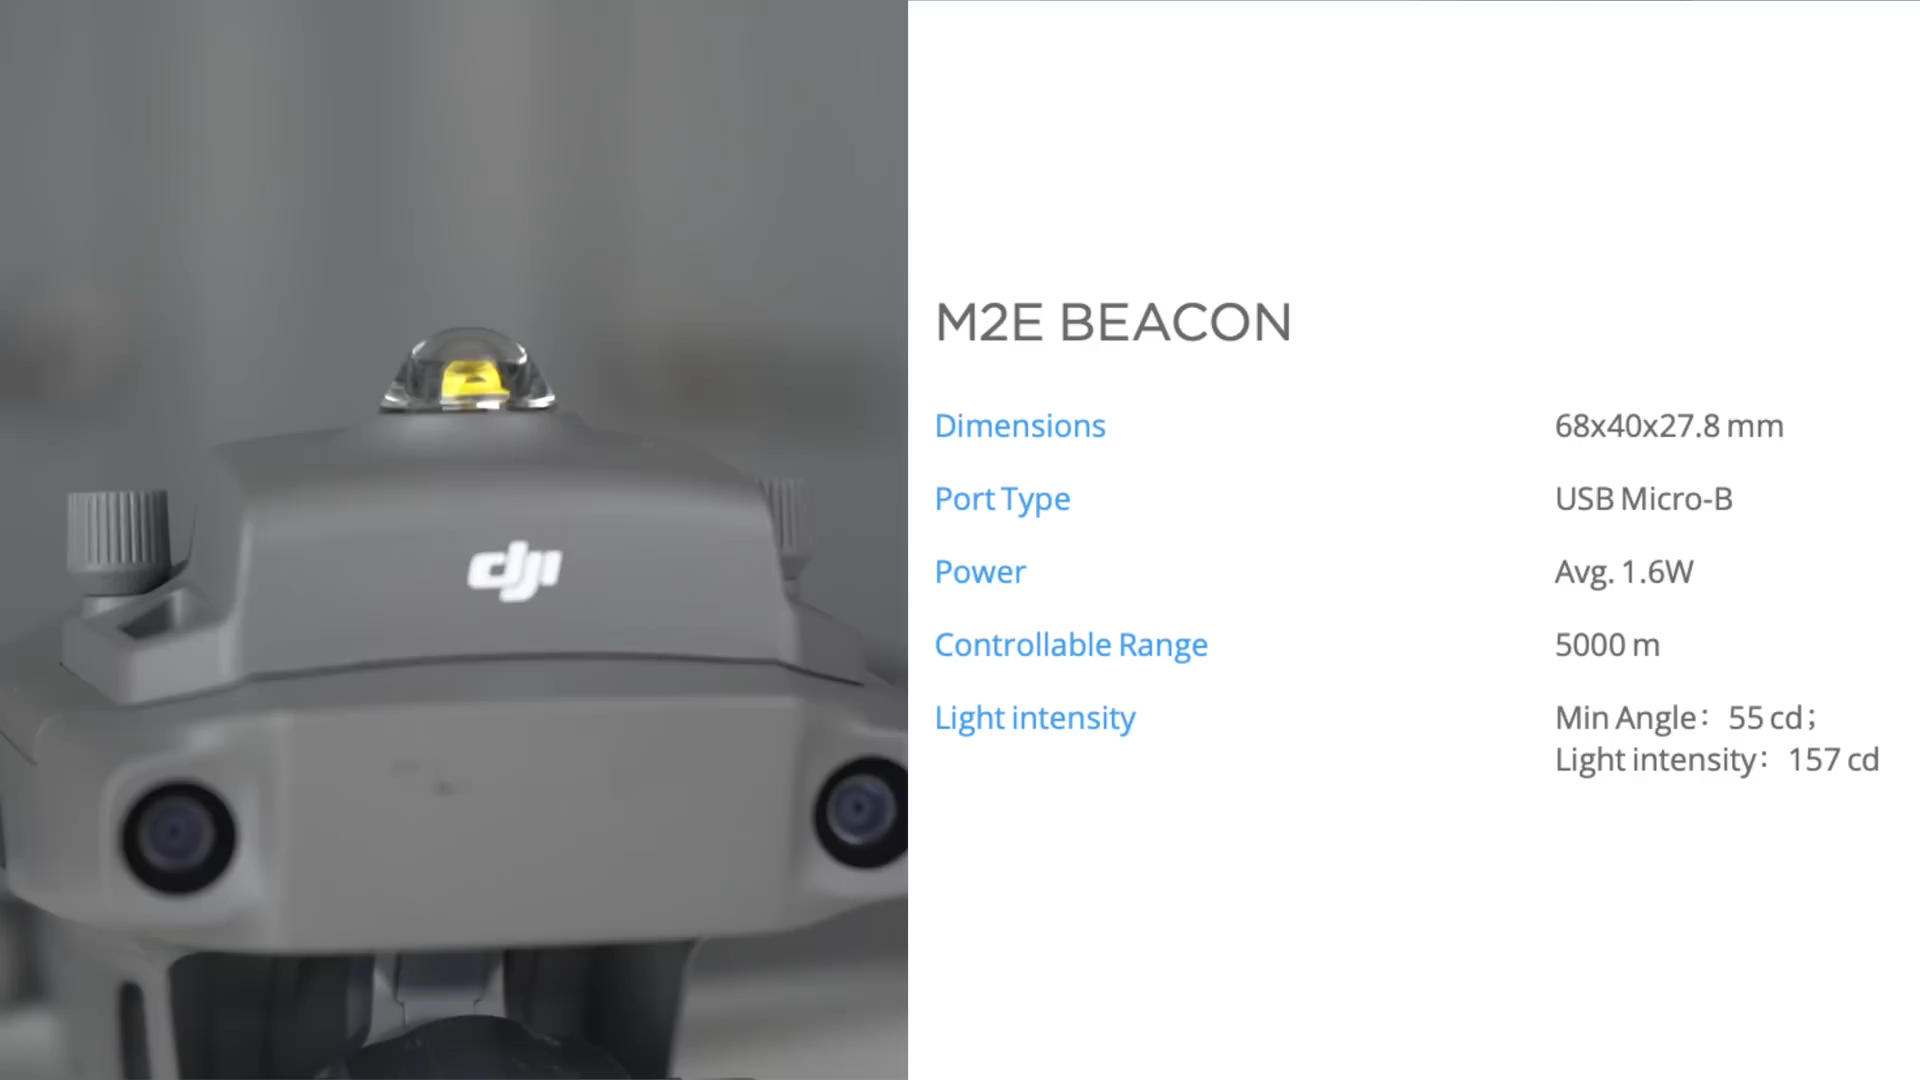 dji
M2E BEACON
Dimensions 68x40x27.8 mm
Port Type USB Micro-B
Power Avg. 1.6W
Controllable Range 5000 m
Light intensity Min Angle：55 cd；
Light intensity：157 cd